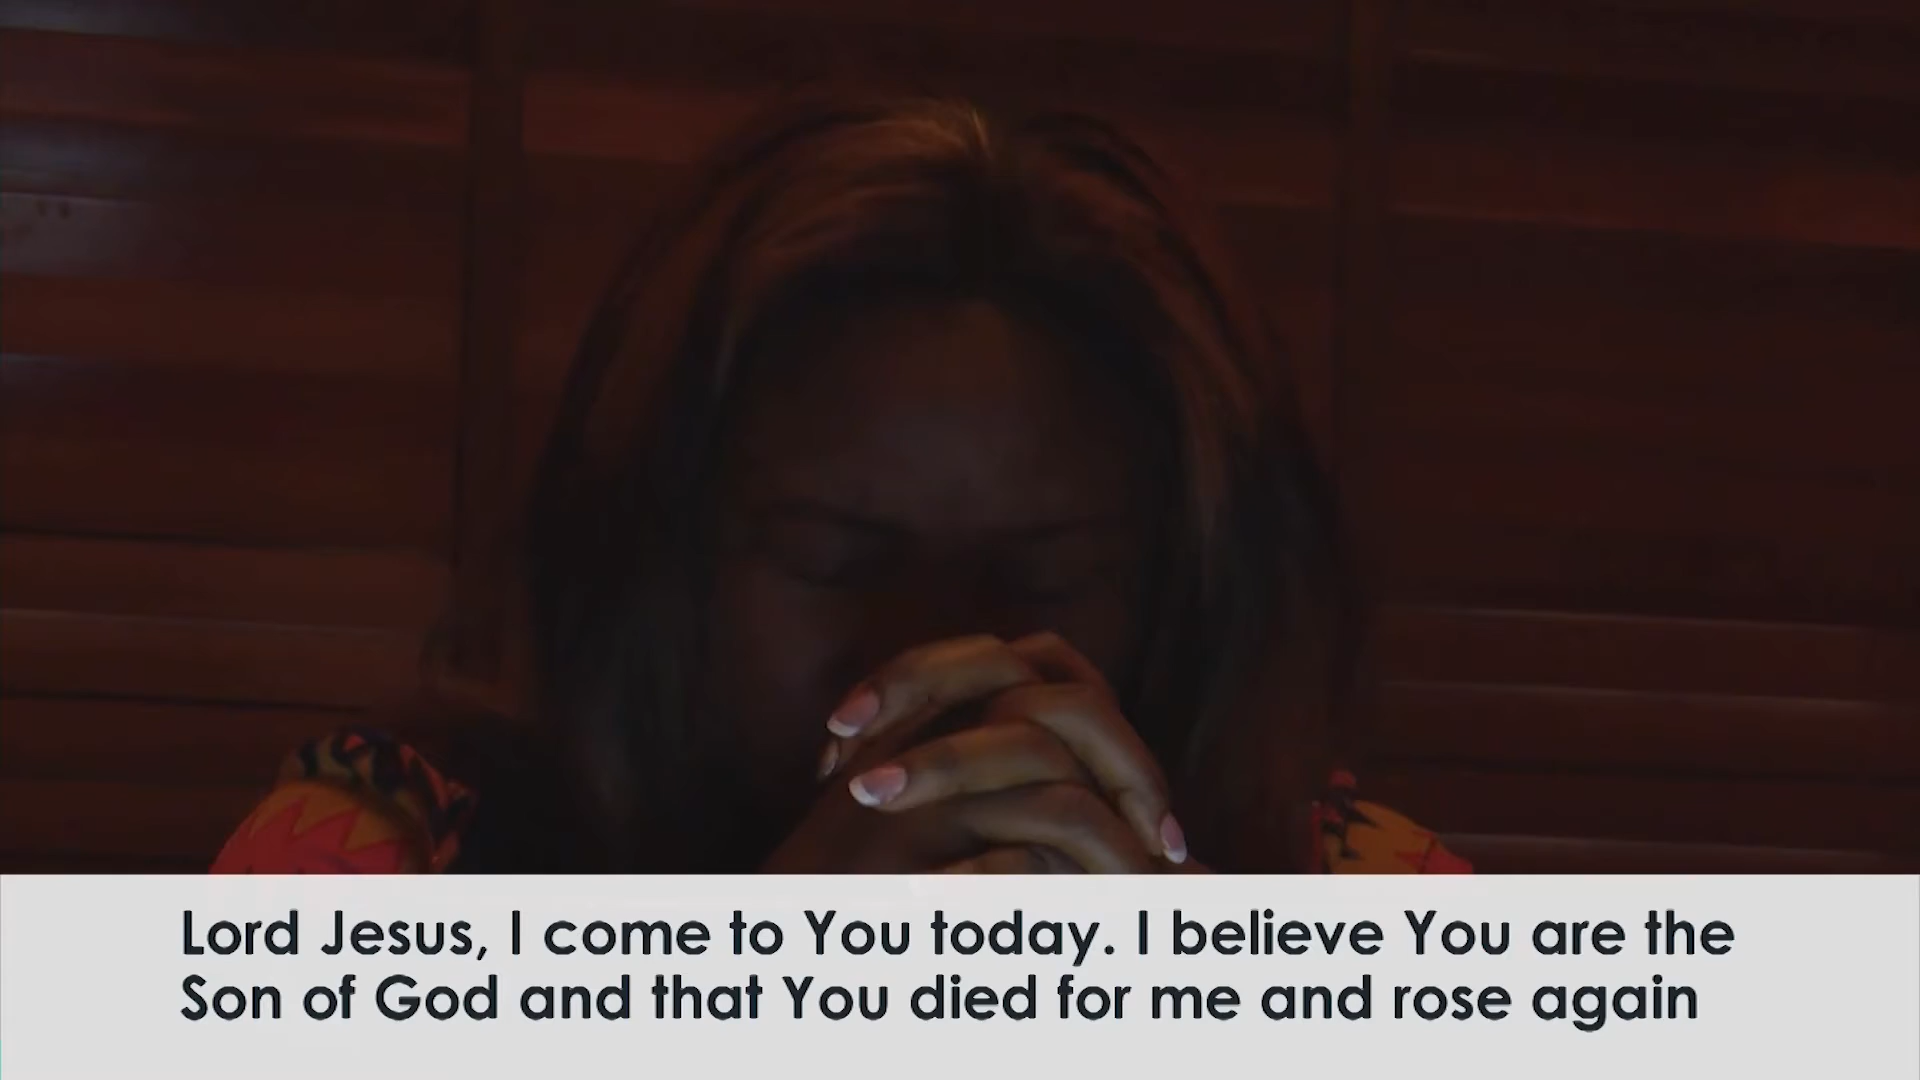 Lord Jesus, I come to You today. I believe You are the
Son of God and that You died for me and rose again